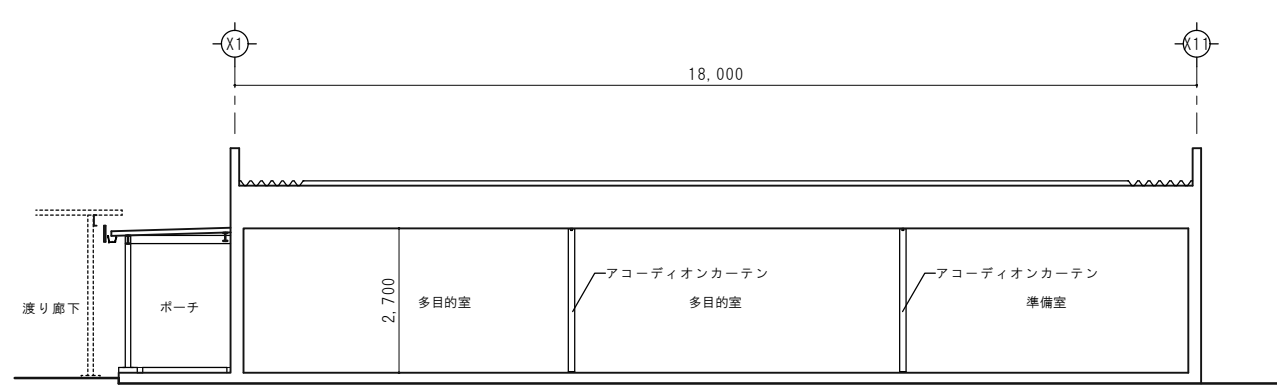 X1
X11
18,000
アコーディオンカーテン
アコーディオンカーテン
渡り廊下
ポーチ
2,700
多目的室
多目的室
準備室